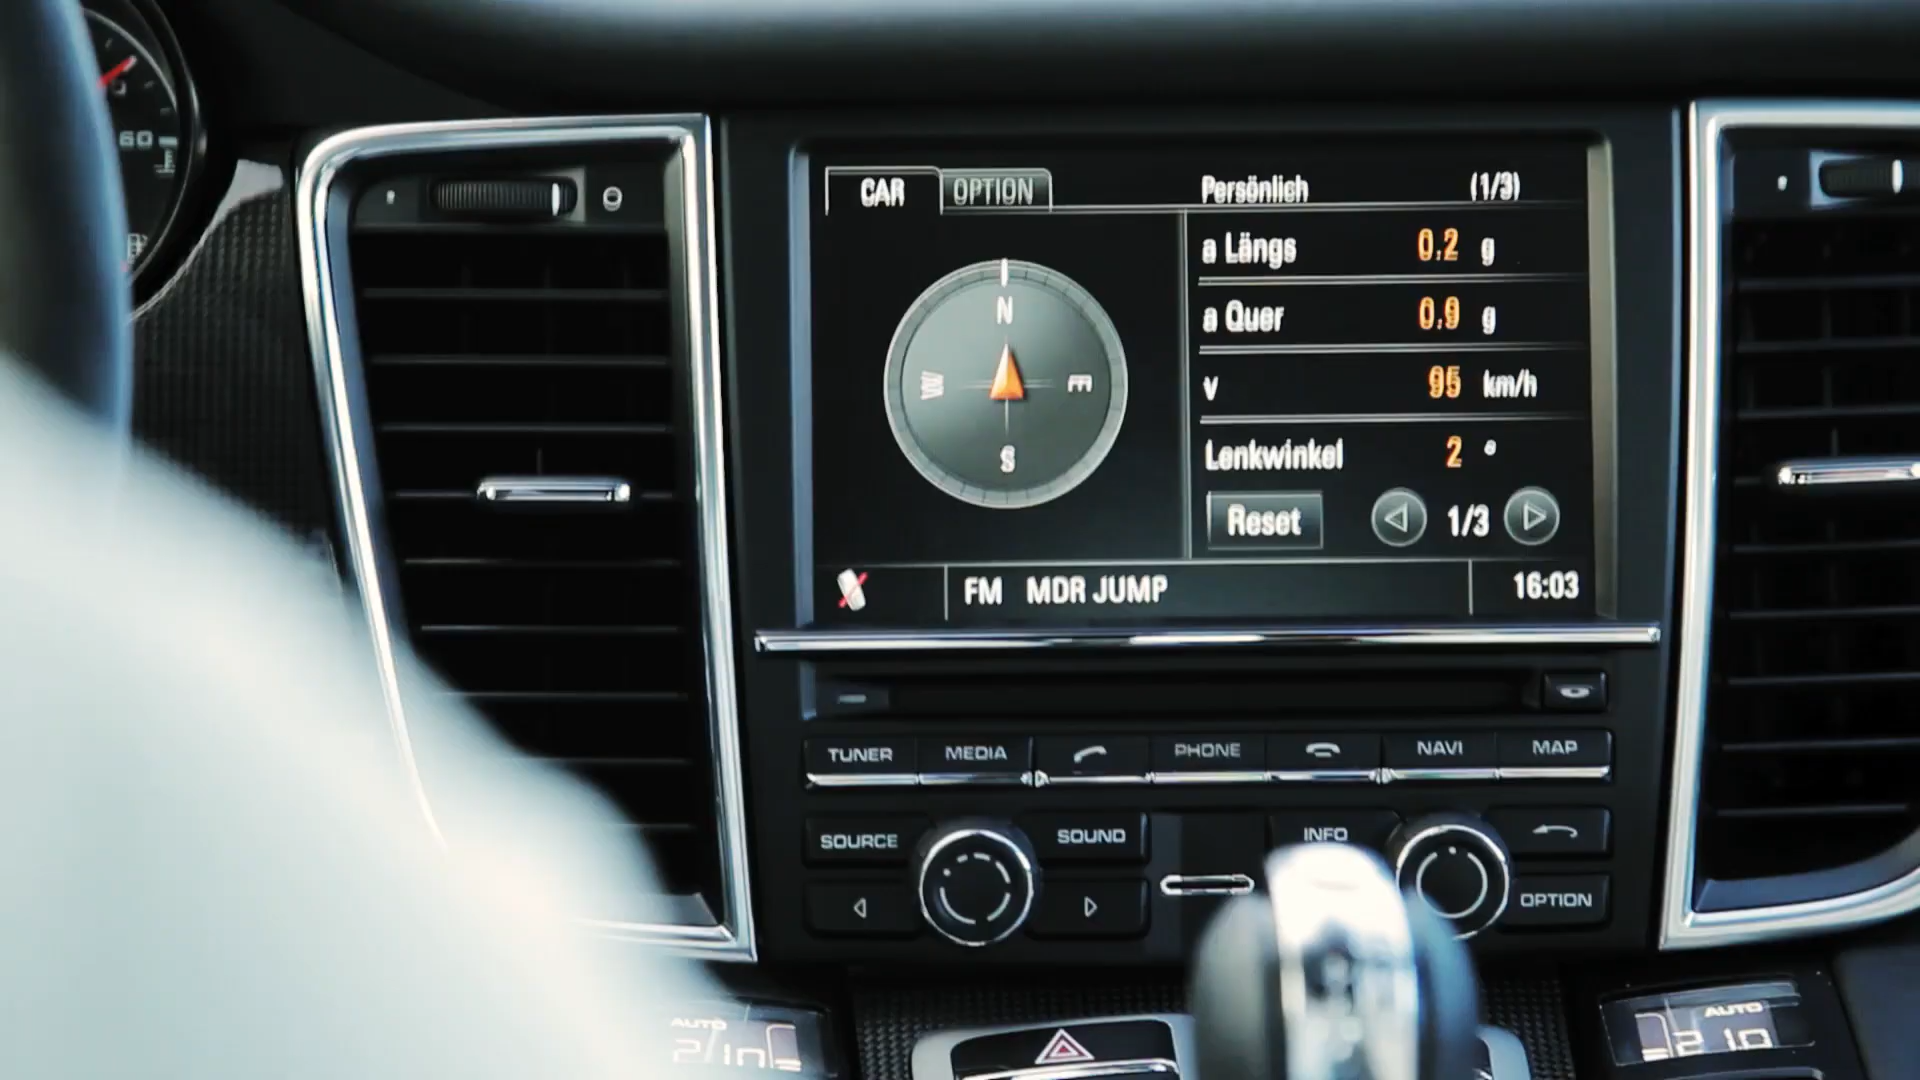 60
CAR OPTION Persönlich (1/3)
a Längs 0.2 g
N
a Quer 0.9 g
W E
v 95 km/h
S
Lenkwinkel 2 °
Reset 1/3
FM MDR JUMP 16:03
TUNER MEDIA PHONE NAVI MAP
SOURCE SOUND INFO
OPTION
AUTO AUTO